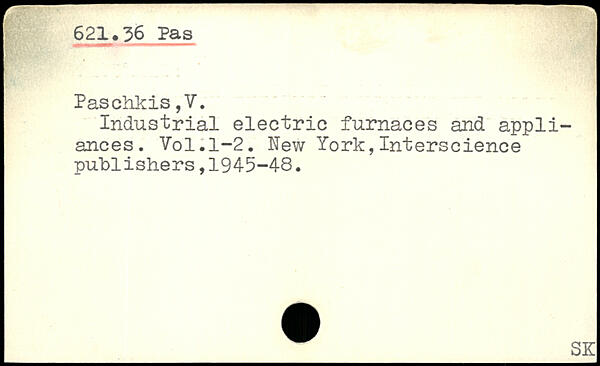 621.36 Pas
Paschkis,V.
Industrial electric furnaces and appli-
ances. Vol.1-2. New York,Interscience
publishers,1945-48.
SK